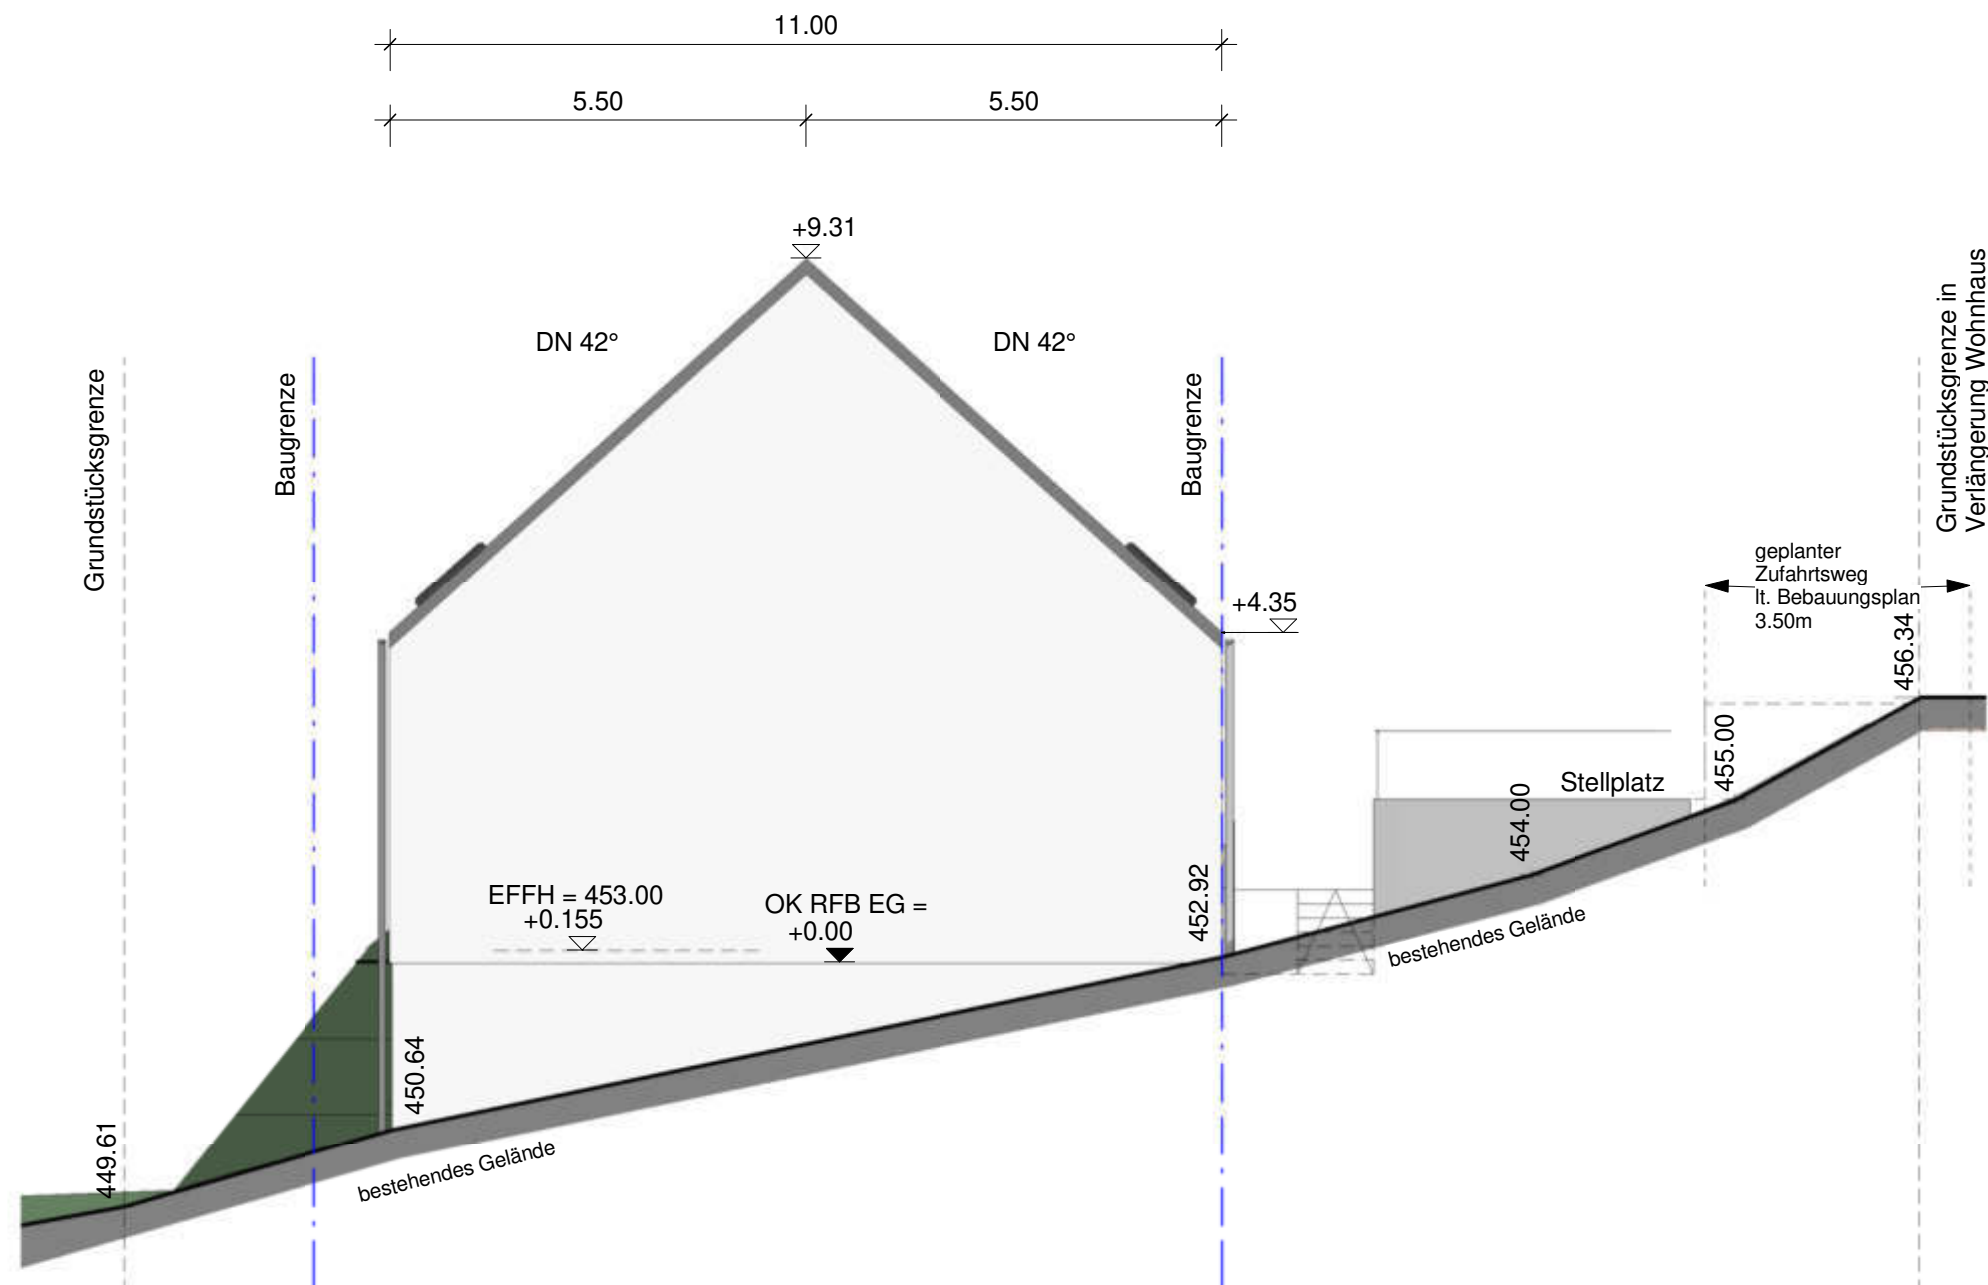 11.00
5.50
5.50
+9.31
DN 42°
DN 42°
Grundstücksgrenze
Baugrenze
Baugrenze
Grundstücksgrenze in
Verlängerung Wohnhaus
geplanter
Zufahrtsweg
lt. Bebauungsplan
3.50m
+4.35
456.34
455.00
Stellplatz
454.00
452.92
EFFH = 453.00
+0.155
OK RFB EG =
+0.00
bestehendes Gelände
450.64
449.61
bestehendes Gelände